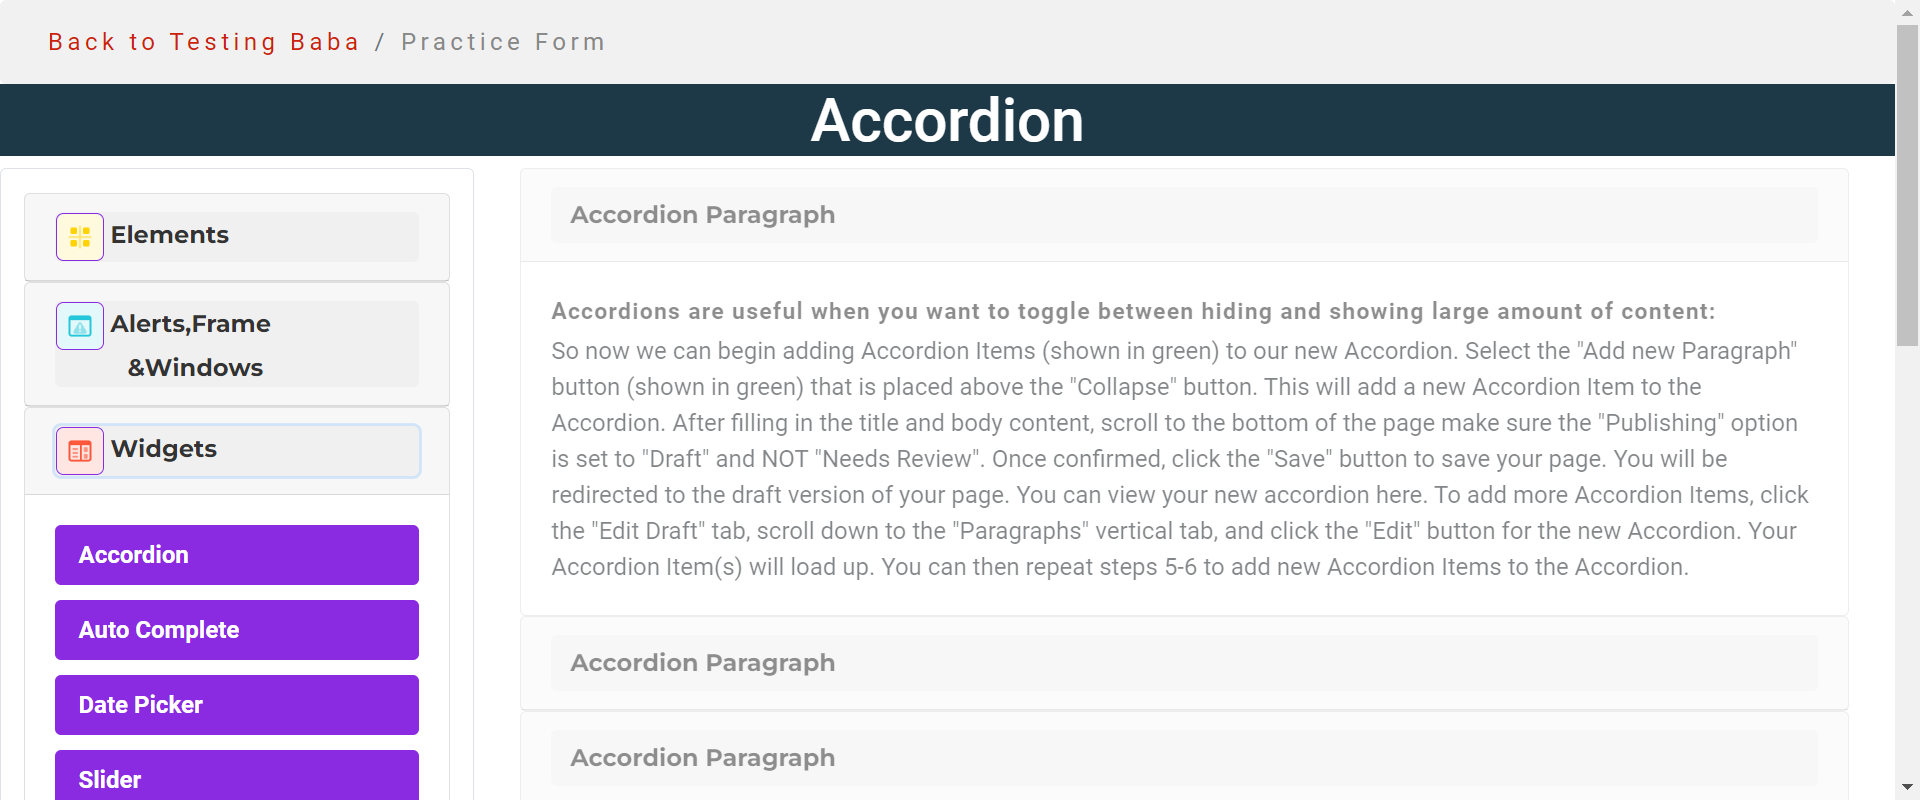 Back to Testing Baba / Practice Form
Accordion
Elements
Alerts,Frame
&Windows
Widgets
Accordion
Auto Complete
Date Picker
Slider
Accordion Paragraph
Accordions are useful when you want to toggle between hiding and showing large amount of content:
So now we can begin adding Accordion Items (shown in green) to our new Accordion. Select the "Add new Paragraph"
button (shown in green) that is placed above the "Collapse" button. This will add a new Accordion Item to the
Accordion. After filling in the title and body content, scroll to the bottom of the page make sure the "Publishing" option
is set to "Draft" and NOT "Needs Review". Once confirmed, click the "Save" button to save your page. You will be
redirected to the draft version of your page. You can view your new accordion here. To add more Accordion Items, click
the "Edit Draft" tab, scroll down to the "Paragraphs" vertical tab, and click the "Edit" button for the new Accordion. Your
Accordion Item(s) will load up. You can then repeat steps 5-6 to add new Accordion Items to the Accordion.
Accordion Paragraph
Accordion Paragraph